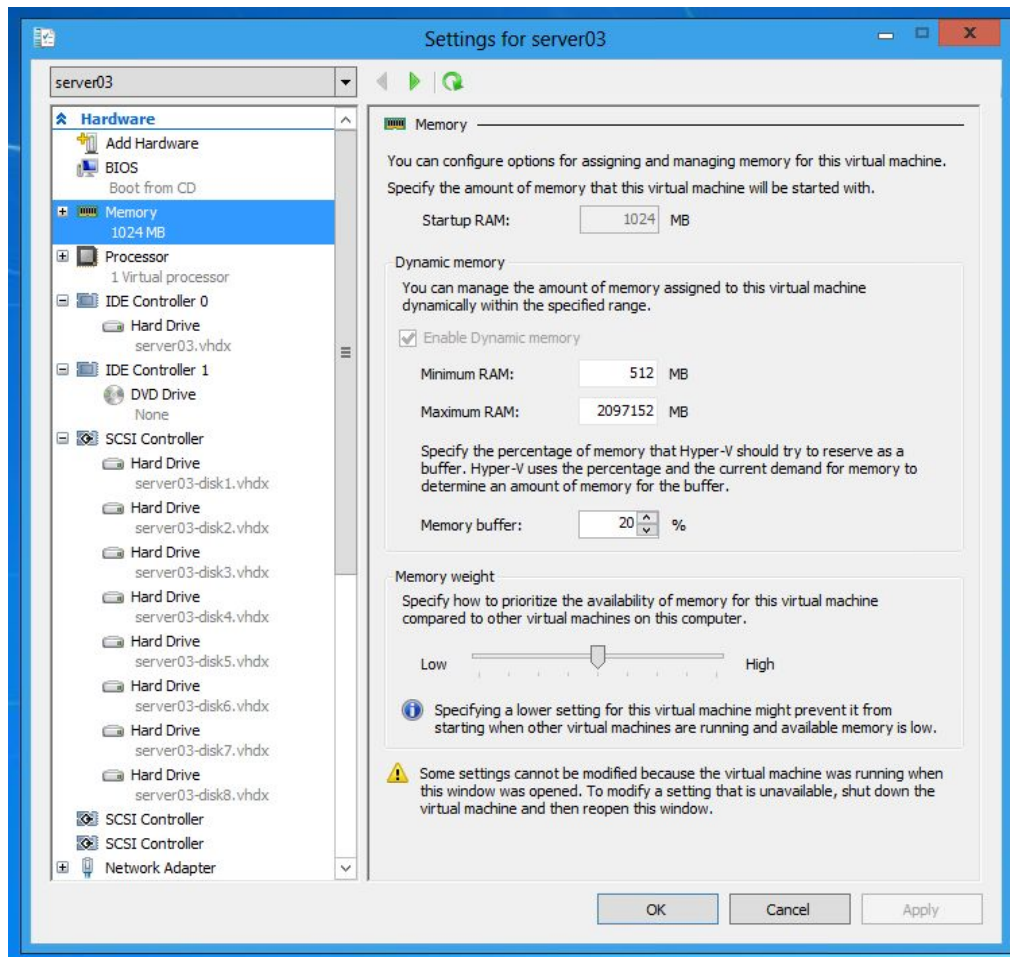 Settings for server03
X
server03
Hardware
Add Hardware
BIOS
Boot from CD
Memory
1024 MB
Processor
1 Virtual processor
IDE Controller 0
Hard Drive
server03.vhdx
IDE Controller 1
DVD Drive
None
SCSI Controller
Hard Drive
server03-disk1.vhdx
Hard Drive
server03-disk2.vhdx
Hard Drive
server03-disk3.vhdx
Hard Drive
server03-disk4.vhdx
Hard Drive
server03-disk5.vhdx
Hard Drive
server03-disk6.vhdx
Hard Drive
server03-disk7.vhdx
Hard Drive
server03-disk8.vhdx
SCSI Controller
SCSI Controller
Network Adapter
Memory
You can configure options for assigning and managing memory for this virtual machine.
Specify the amount of memory that this virtual machine will be started with.
Startup RAM: 1024 MB
Dynamic memory
You can manage the amount of memory assigned to this virtual machine
dynamically within the specified range.
Enable Dynamic memory
Minimum RAM: 512 MB
Maximum RAM: 2097152 MB
Specify the percentage of memory that Hyper-V should try to reserve as a
buffer. Hyper-V uses the percentage and the current demand for memory to
determine an amount of memory for the buffer.
Memory buffer: 20 %
Memory weight
Specify how to prioritize the availability of memory for this virtual machine
compared to other virtual machines on this computer.
Low High
Specifying a lower setting for this virtual machine might prevent it from
starting when other virtual machines are running and available memory is low.
Some settings cannot be modified because the virtual machine was running when
this window was opened. To modify a setting that is unavailable, shut down the
virtual machine and then reopen this window.
OK Cancel Apply